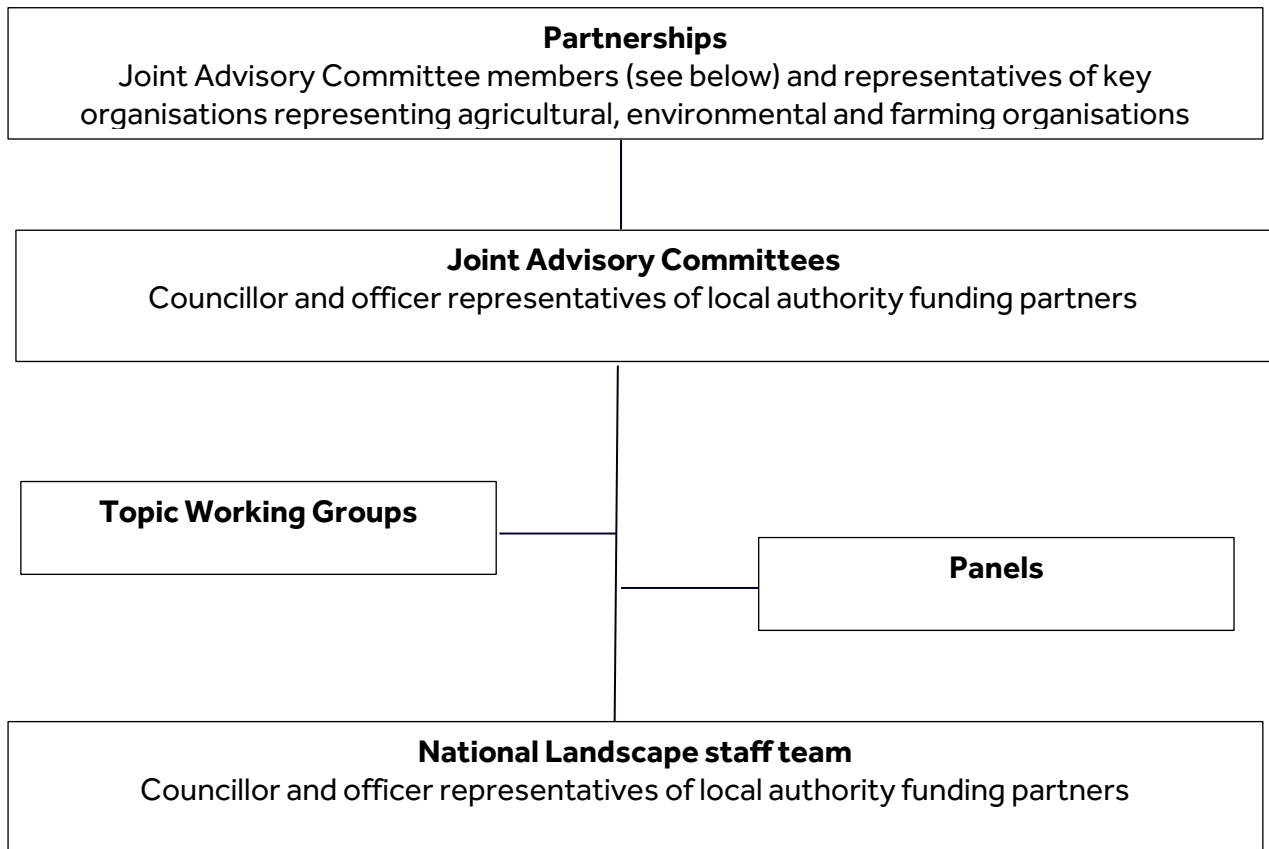 Partnerships
Joint Advisory Committee members (see below) and representatives of key
organisations representing agricultural, environmental and farming organisations
Joint Advisory Committees
Councillor and officer representatives of local authority funding partners
Topic Working Groups
Panels
National Landscape staff team
Councillor and officer representatives of local authority funding partners